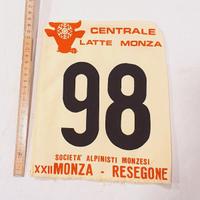 CENTRALE
LATTE MONZA
98
SOCIETA' ALPINISTI MONZESI
XXII MONZA - RESEGONE